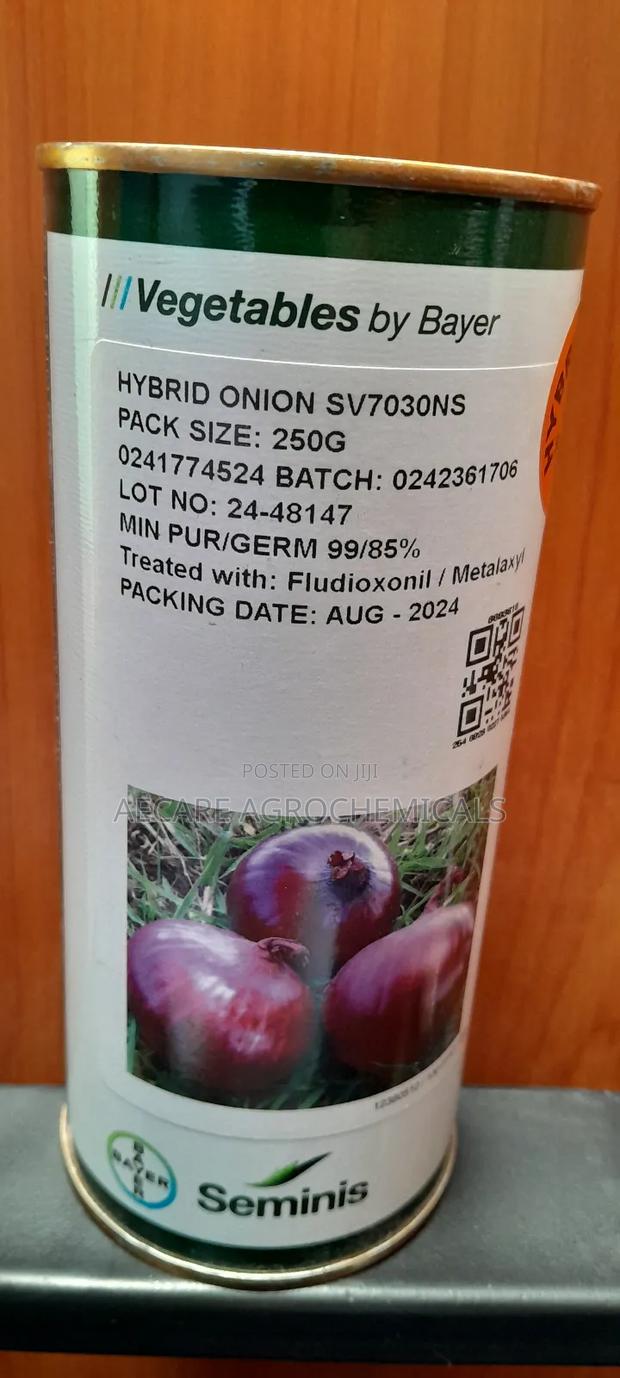 Vegetables by Bayer
HYBRID ONION SV7030NS
PACK SIZE: 250G
0241774524 BATCH: 0242361706
LOT NO: 24-48147
MIN PUR/GERM 99/85%
Treated with: Fludioxonil / Metalaxyl
PACKING DATE: AUG - 2024
POSTED ON JIJI
AECARE AGROCHEMICALS
BAYER
BAYER
Seminis